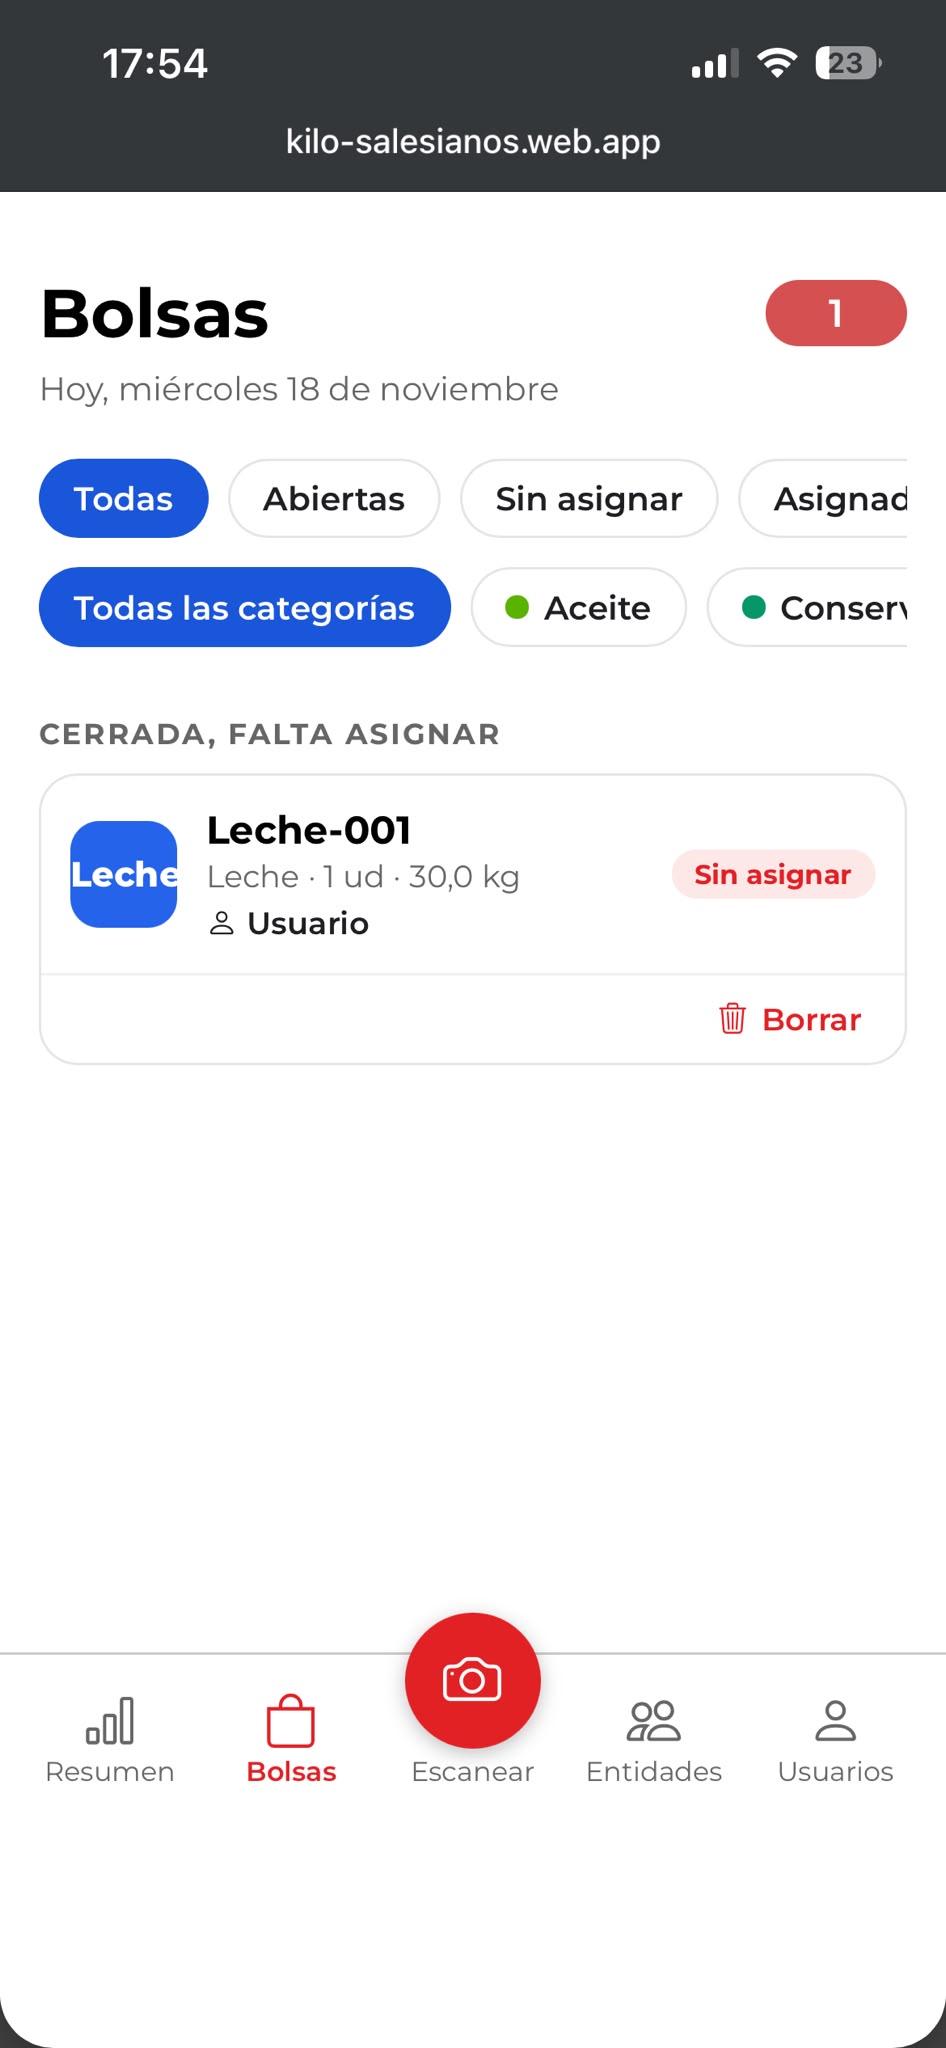 17:54
23
kilo-salesianos.web.app
Bolsas
1
Hoy, miércoles 18 de noviembre
Todas
Abiertas
Sin asignar
Asignad
Todas las categorías
Aceite
Conserv
CERRADA, FALTA ASIGNAR
Leche
Leche-001
Leche · 1 ud · 30,0 kg
Usuario
Sin asignar
Borrar
Resumen
Bolsas
Escanear
Entidades
Usuarios